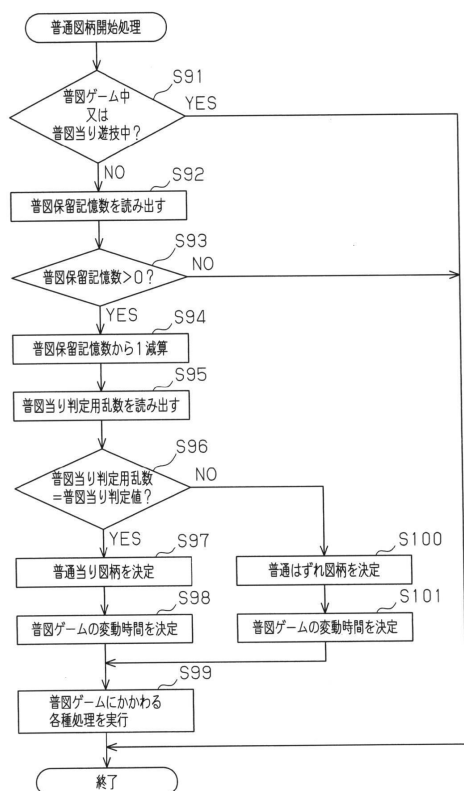 普通図柄開始処理
S91
普図ゲーム中
又は
普図当り遊技中?
YES
NO
S92
普図保留記憶数を読み出す
S93
普図保留記憶数>0?
NO
YES
S94
普図保留記憶数から1減算
S95
普図当り判定用乱数を読み出す
S96
普図当り判定用乱数
=普図当り判定値?
NO
YES
S97
普通当り図柄を決定
S100
普通はずれ図柄を決定
S98
普図ゲームの変動時間を決定
S101
普図ゲームの変動時間を決定
S99
普図ゲームにかかわる
各種処理を実行
終了